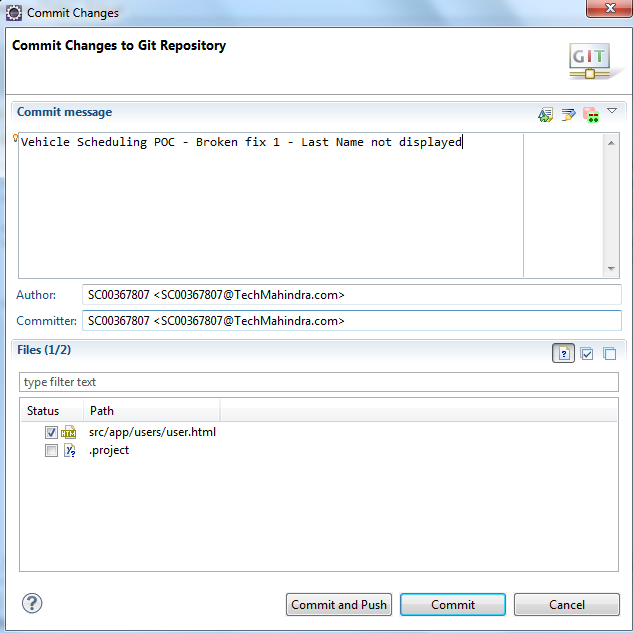 Commit Changes
Commit Changes to Git Repository
GIT
Commit message
Vehicle Scheduling POC - Broken fix 1 - Last Name not displayed
Author: SC00367807 <SC00367807@TechMahindra.com>
Committer: SC00367807 <SC00367807@TechMahindra.com>
Files (1/2)
type filter text
Status Path
src/app/users/user.html
.project
Commit and Push Commit Cancel